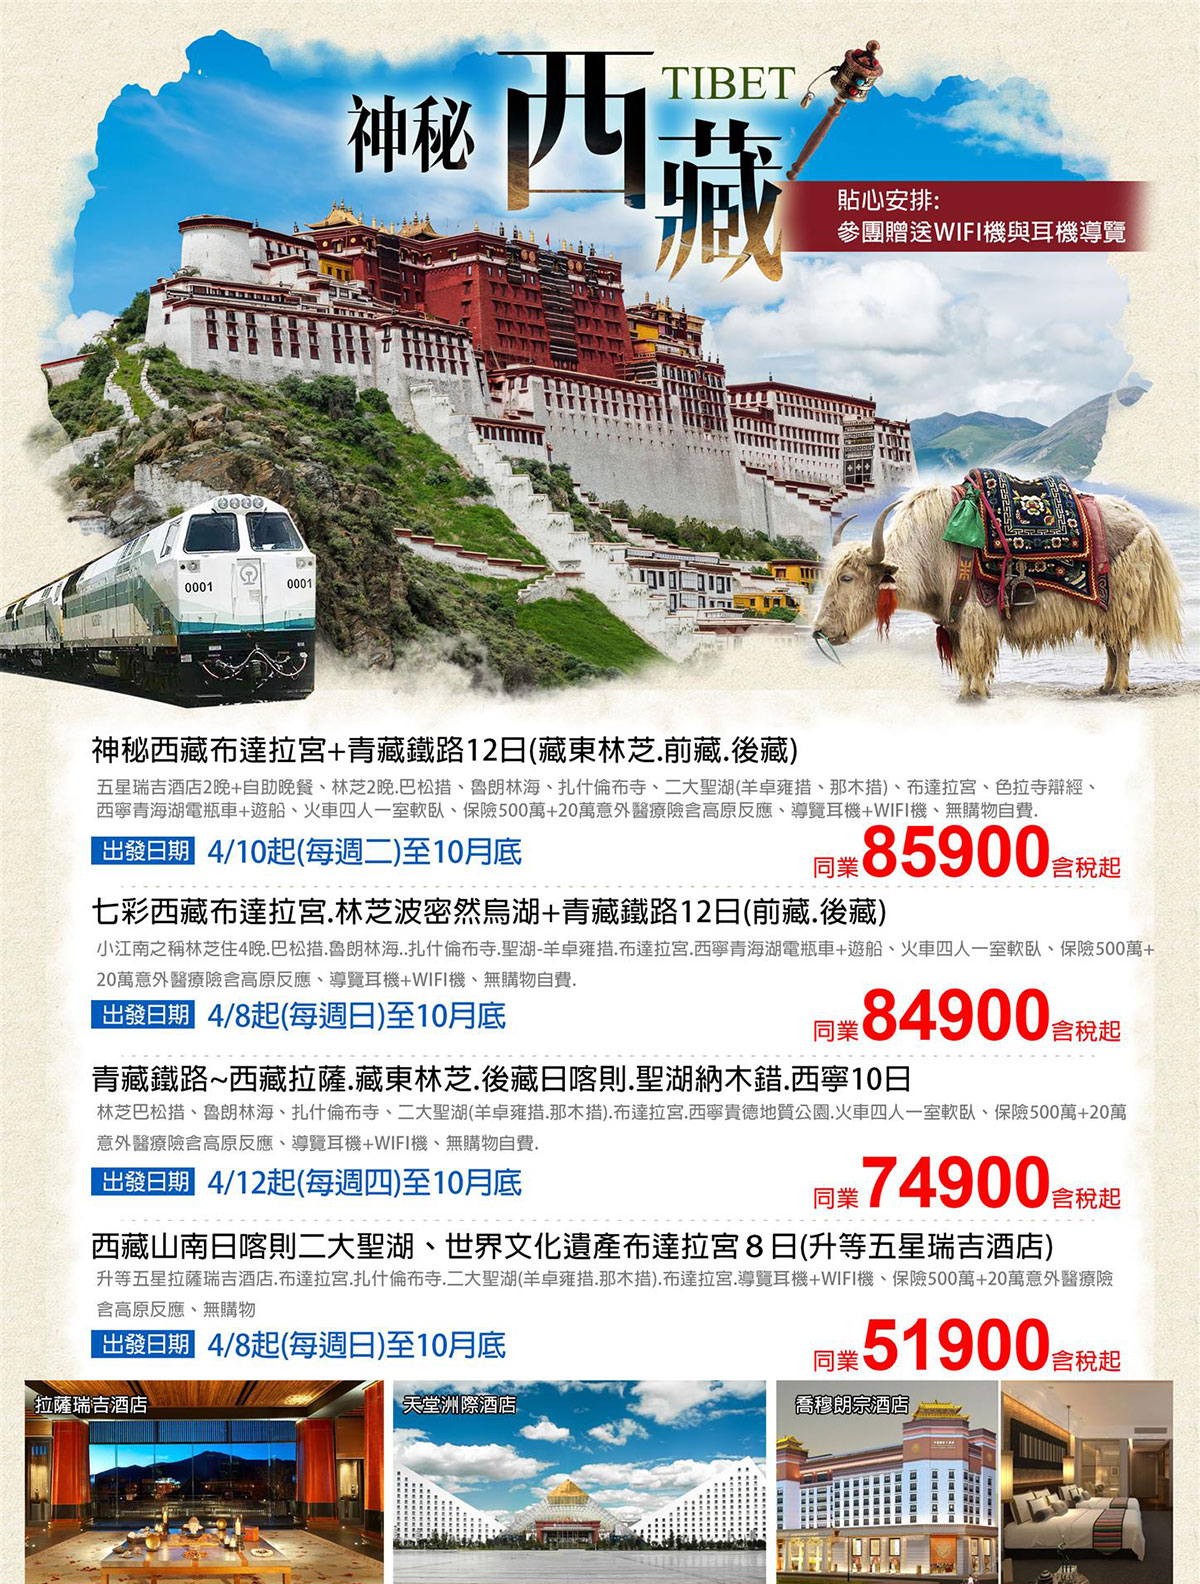 神秘西藏
TIBET
貼心安排:
參團贈送WIFI機與耳機導覽
0001
0001
神秘西藏布達拉宮+青藏鐵路12日(藏東林芝.前藏.後藏)
五星瑞吉酒店2晚+自助晚餐、林芝2晚.巴松措、魯朗林海、扎什倫布寺、二大聖湖(羊卓雍措、那木措)、布達拉宮、色拉寺辯經、
西寧青海湖電瓶車+遊船、火車四人一室軟臥、保險500萬+20萬意外醫療險含高原反應、導覽耳機+WIFI機、無購物自費.
出發日期 4/10起(每週二)至10月底
同業85900含稅起
七彩西藏布達拉宮.林芝波密然烏湖+青藏鐵路12日(前藏.後藏)
小江南之稱林芝住4晚.巴松措.魯朗林海..扎什倫布寺.聖湖-羊卓雍措.布達拉宮.西寧青海湖電瓶車+遊船、火車四人一室軟臥、保險500萬+
20萬意外醫療險含高原反應、導覽耳機+WIFI機、無購物自費.
出發日期 4/8起(每週日)至10月底
同業84900含稅起
青藏鐵路~西藏拉薩.藏東林芝.後藏日喀則.聖湖納木錯.西寧10日
林芝巴松措、魯朗林海、扎什倫布寺、二大聖湖(羊卓雍措.那木措).布達拉宮.西寧貴德地質公園.火車四人一室軟臥、保險500萬+20萬
意外醫療險含高原反應、導覽耳機+WIFI機、無購物自費.
出發日期 4/12起(每週四)至10月底
同業74900含稅起
西藏山南日喀則二大聖湖、世界文化遺產布達拉宮８日(升等五星瑞吉酒店)
升等五星拉薩瑞吉酒店.布達拉宮.扎什倫布寺.二大聖湖(羊卓雍措.那木措).布達拉宮.導覽耳機+WIFI機、保險500萬+20萬意外醫療險
含高原反應、無購物
出發日期 4/8起(每週日)至10月底
同業51900含稅起
拉薩瑞吉酒店
天堂洲際酒店
喬穆朗宗酒店